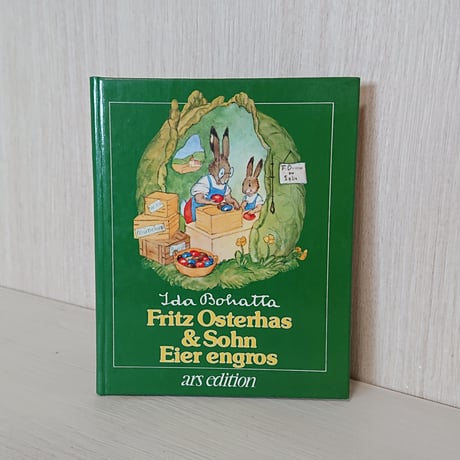 Ida Bohatta
Fritz Osterhas
& Sohn
Eier engros
ars edition